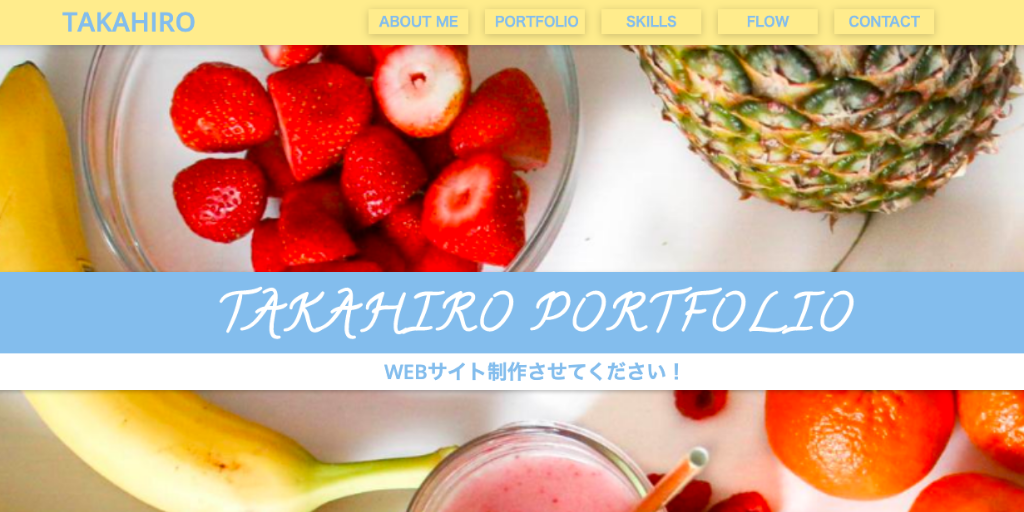 TAKAHIRO
ABOUT ME
PORTFOLIO
SKILLS
FLOW
CONTACT
TAKAHIRO PORTFOLIO
WEBサイト制作させてください！